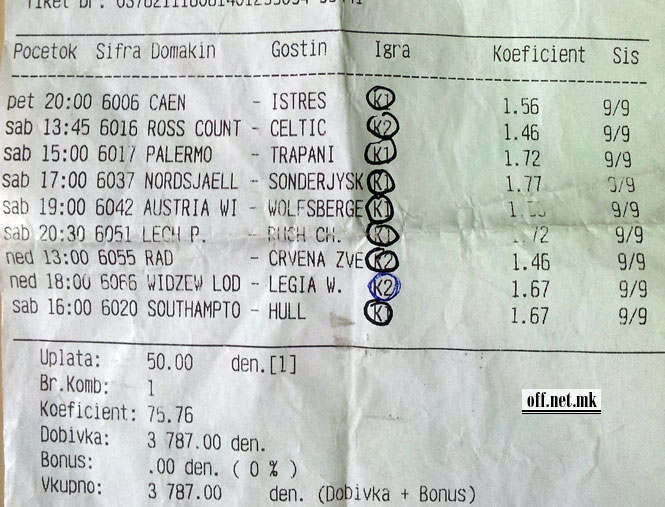 Pocetok Sifra Domakin Gostin Igra Koeficient Sis
pet 20:00 6006 CAEN - ISTRES K1 1.56 9/9
sab 13:45 6016 ROSS COUNT - CELTIC K2 1.46 9/9
sab 15:00 6017 PALERMO - TRAPANI K1 1.72 9/9
sab 17:00 6037 NORDSJAELL - SONDERJYSK K1 1.77 9/9
sab 19:00 6042 AUSTRIA WI - WOLFSBERGE K1 9/9
sab 20:30 6051 LECH P. - RUCH CH. K1 9/9
ned 13:00 6055 RAD - CRVENA ZVE K2 1.46 9/9
ned 18:00 6066 WIDZEW LOD - LEGIA W. K2 1.67 9/9
sab 16:00 6020 SOUTHAMPTO - HULL K1 1.67 9/9
Uplata: 50.00 den.[1]
Br.Komb: 1
Koeficient: 75.76
off.net.mk
Dobivka: 3 787.00 den.
Bonus: .00 den. ( 0 % )
Vkupno: 3 787.00 den. (Dobivka + Bonus)